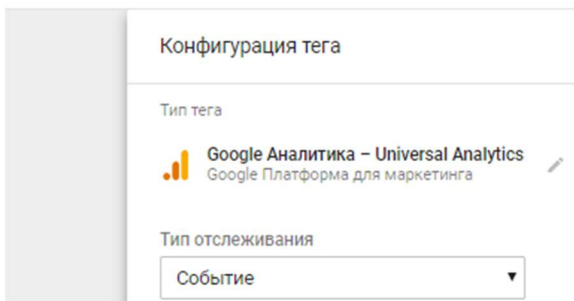 Конфигурация тега
Тип тега
Google Аналитика – Universal Analytics
Google Платформа для маркетинга
Тип отслеживания
Событие